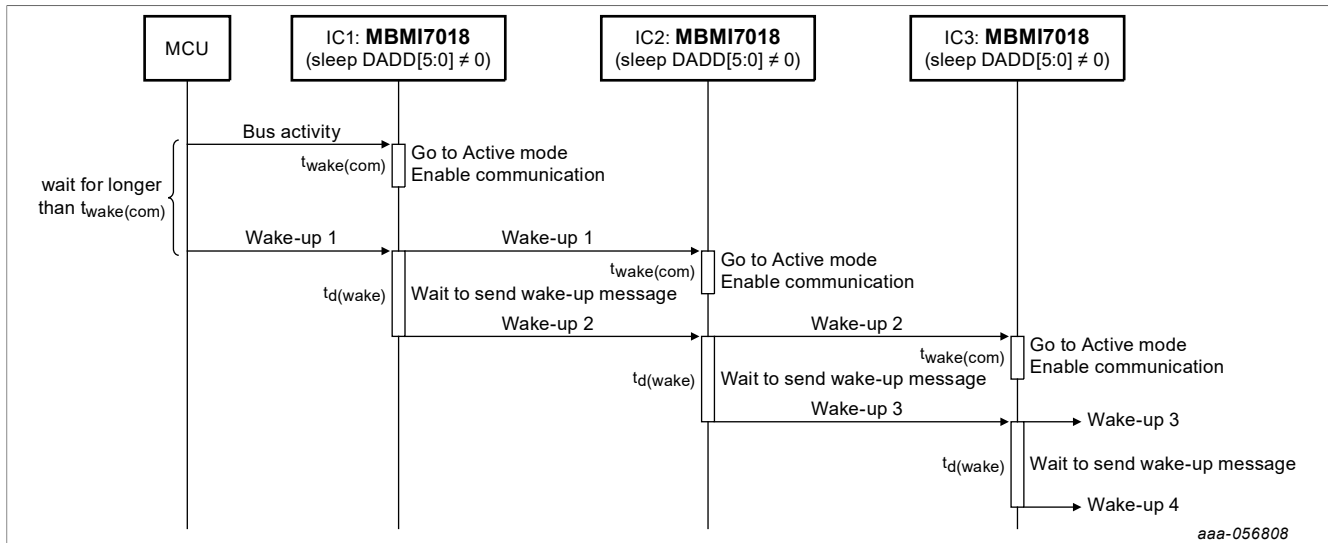 MCU
IC1: MBMI7018
(sleep DADD[5:0] ≠ 0)
IC2: MBMI7018
(sleep DADD[5:0] ≠ 0)
IC3: MBMI7018
(sleep DADD[5:0] ≠ 0)
Bus activity
wait for longer
than twake(com)
twake(com)
Go to Active mode
Enable communication
Wake-up 1
Wake-up 1
twake(com)
Go to Active mode
Enable communication
td(wake)
Wait to send wake-up message
Wake-up 2
Wake-up 2
twake(com)
Go to Active mode
Enable communication
td(wake)
Wait to send wake-up message
Wake-up 3
Wake-up 3
td(wake)
Wait to send wake-up message
Wake-up 4
aaa-056808